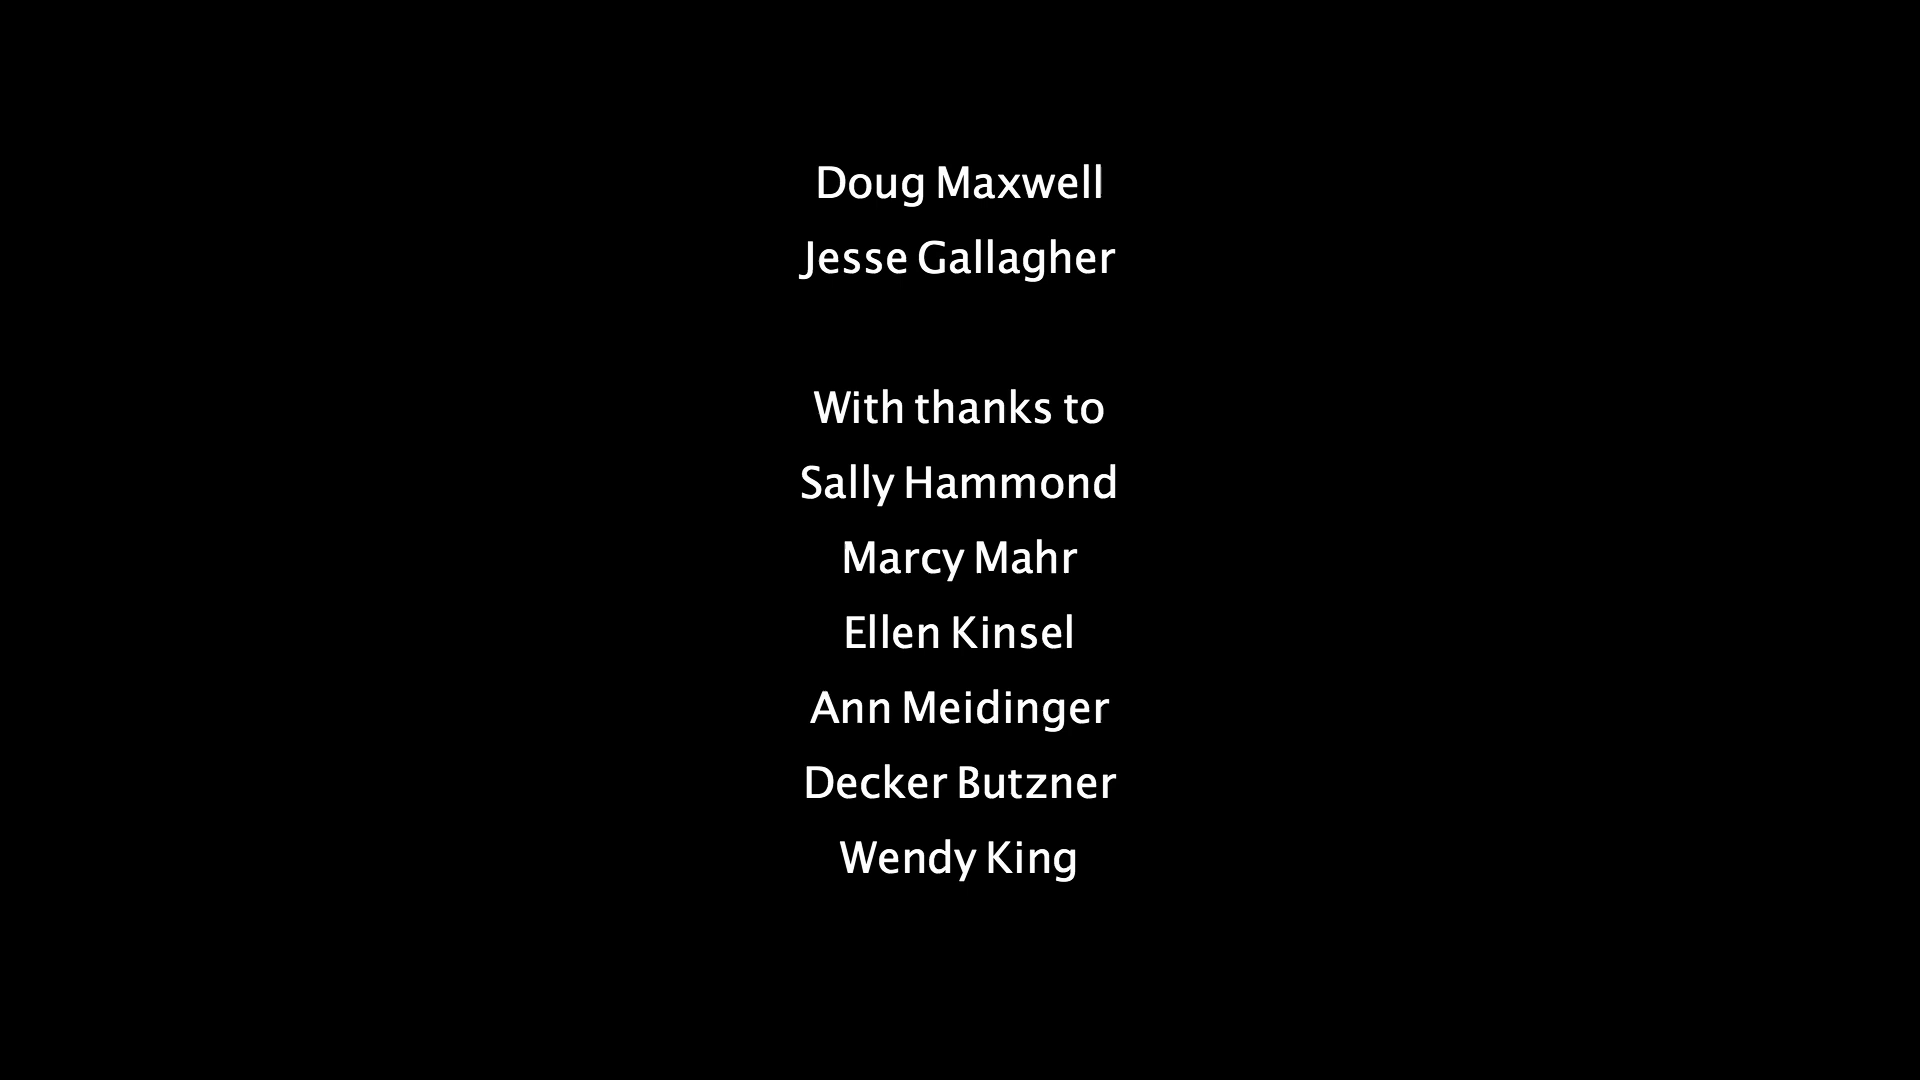 Doug Maxwell
Jesse Gallagher
With thanks to
Sally Hammond
Marcy Mahr
Ellen Kinsel
Ann Meidinger
Decker Butzner
Wendy King